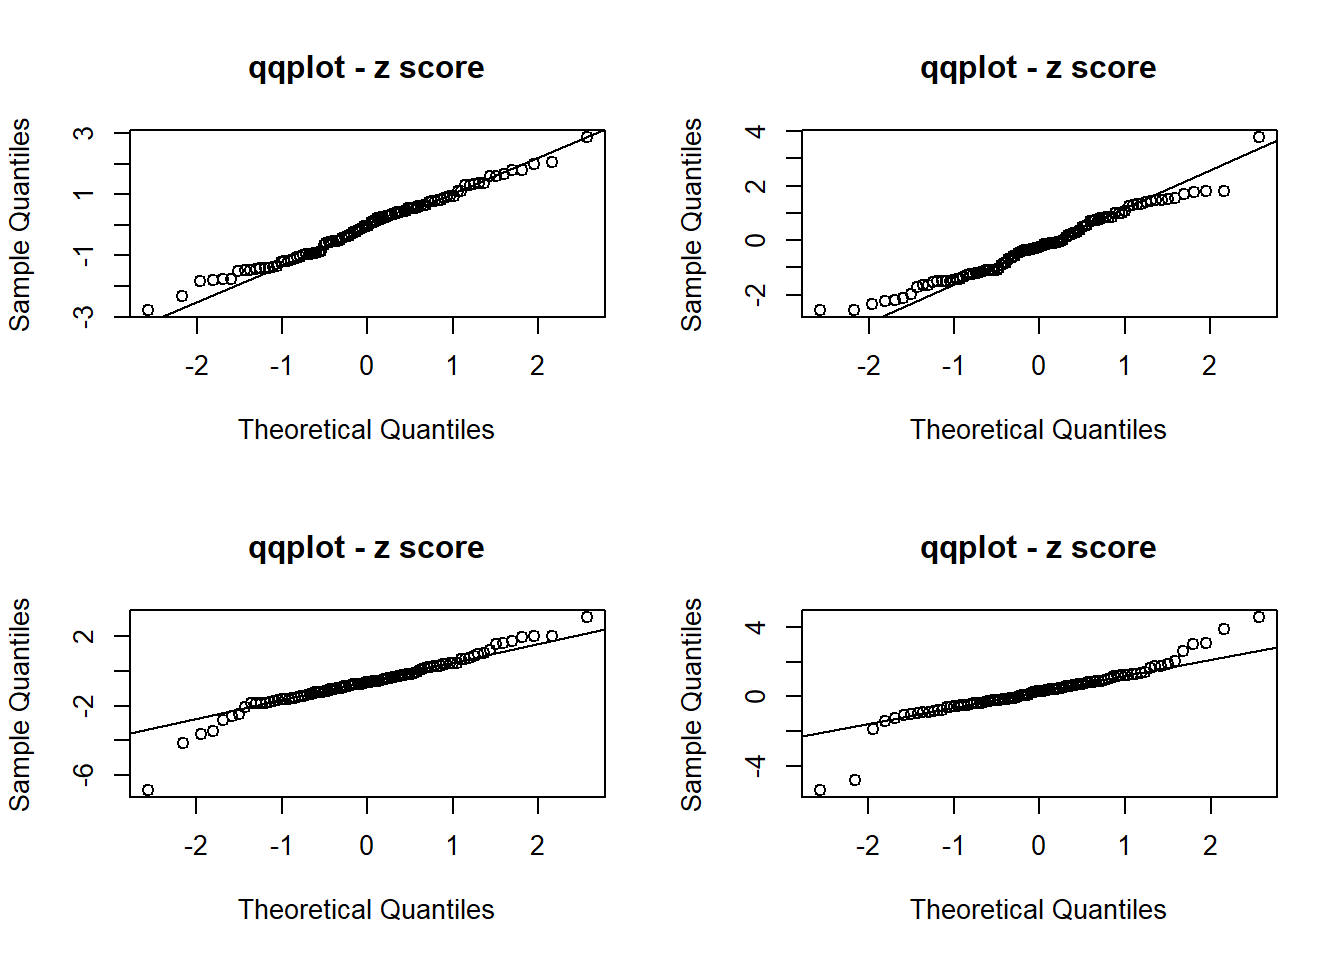 qqplot - z score
Sample Quantiles
3
1
-1
-3
-2 -1 0 1 2
Theoretical Quantiles
qqplot - z score
Sample Quantiles
4
2
0
-2
-2 -1 0 1 2
Theoretical Quantiles
qqplot - z score
Sample Quantiles
2
-2
-6
-2 -1 0 1 2
Theoretical Quantiles
qqplot - z score
Sample Quantiles
4
0
-4
-2 -1 0 1 2
Theoretical Quantiles